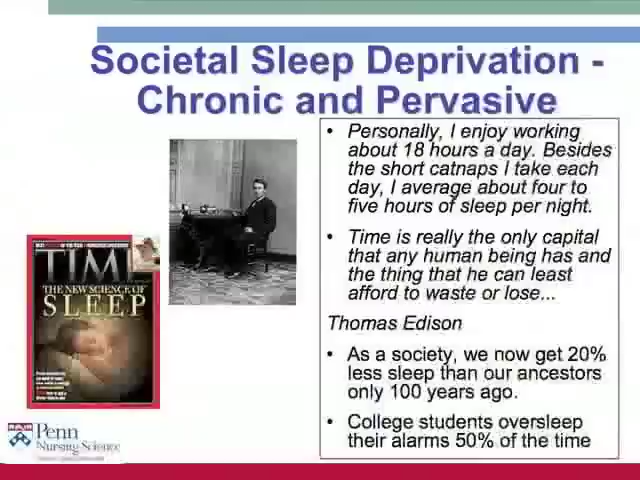 Societal Sleep Deprivation -
Chronic and Pervasive
• Personally, I enjoy working
about 18 hours a day. Besides
the short catnaps I take each
day, I average about four to
five hours of sleep per night.
• Time is really the only capital
that any human being has and
the thing that he can least
afford to waste or lose...
Thomas Edison
• As a society, we now get 20%
less sleep than our ancestors
only 100 years ago.
• College students oversleep
their alarms 50% of the time
TIM
THE NEW SCIENCE OF
SLEEP
Penn
Nursing Science